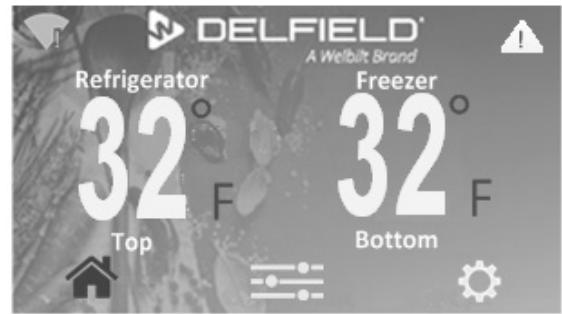 DELFIELD
A Welbilt Brand
Refrigerator
32° F
Top
Freezer
32° F
Bottom